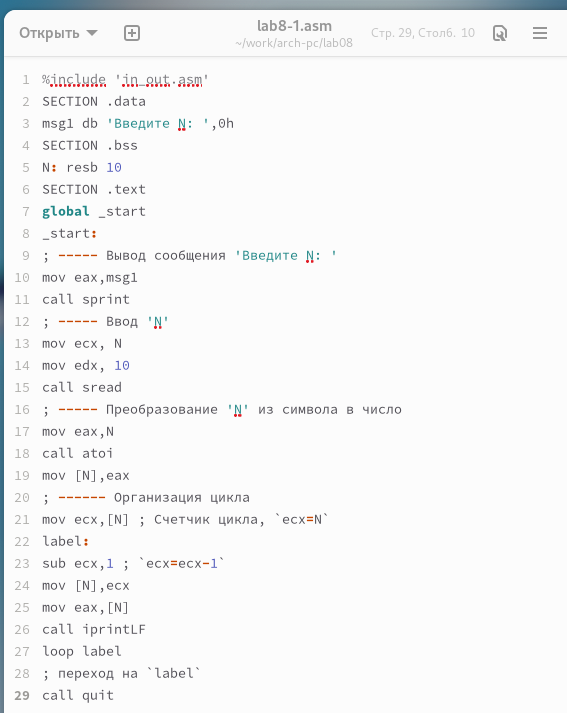 Открыть
lab8-1.asm
~/work/arch-pc/lab08
Стр. 29, Столб. 10
1 %include 'in_out.asm'
2 SECTION .data
3 msg1 db 'Введите N: ',0h
4 SECTION .bss
5 N: resb 10
6 SECTION .text
7 global _start
8 _start:
9 ; ----- Вывод сообщения 'Введите N: '
10 mov eax,msg1
11 call sprint
12 ; ----- Ввод 'N'
13 mov ecx, N
14 mov edx, 10
15 call sread
16 ; ----- Преобразование 'N' из символа в число
17 mov eax,N
18 call atoi
19 mov [N],eax
20 ; ------ Организация цикла
21 mov ecx,[N] ; Счетчик цикла, `ecx=N`
22 label:
23 sub ecx,1 ; `ecx=ecx-1`
24 mov [N],ecx
25 mov eax,[N]
26 call iprintLF
27 loop label
28 ; переход на `label`
29 call quit